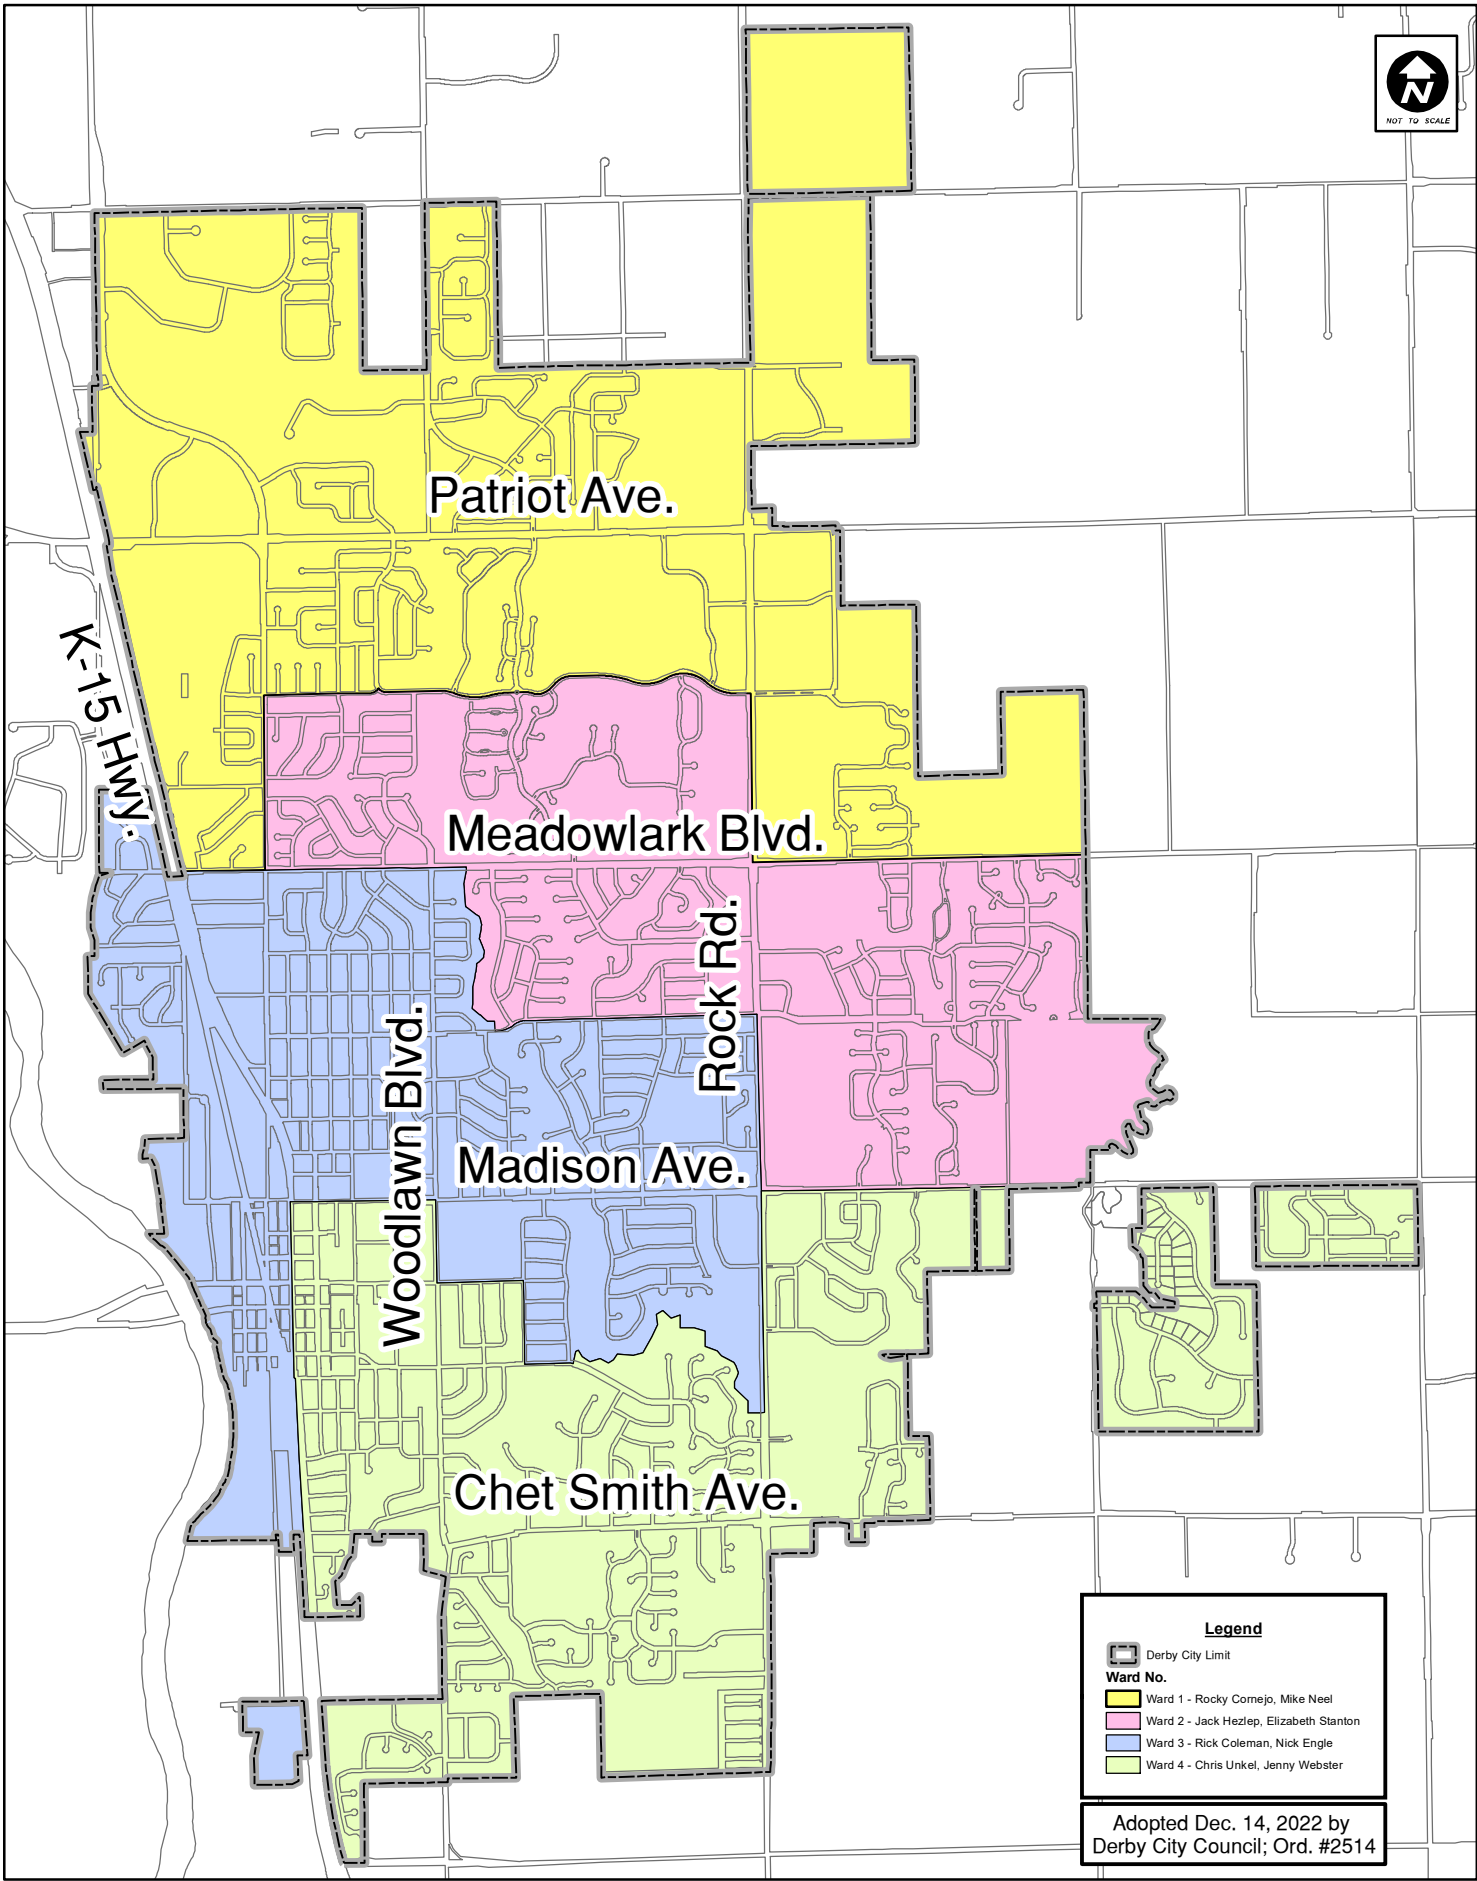 N
NOT TO SCALE
Patriot Ave.
K-15 Hwy.
Meadowlark Blvd.
Rock Rd.
Woodlawn Blvd.
Madison Ave.
Chet Smith Ave.
Legend
Derby City Limit
Ward No.
Ward 1 - Rocky Cornejo, Mike Neel
Ward 2 - Jack Hezlep, Elizabeth Stanton
Ward 3 - Rick Coleman, Nick Engle
Ward 4 - Chris Unkel, Jenny Webster
Adopted Dec. 14, 2022 by
Derby City Council; Ord. #2514